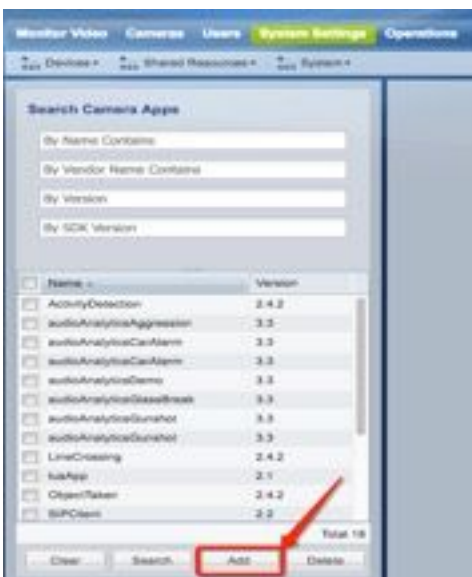 Monitor Video Cameras Users System Settings Operations
Devices Shared Resources System
Search Camera Apps
By Name Contains
By Vendor Name Contains
By Version
By SDK Version
Name Version
ActivityDetection 2.4.2
audioAnalyticsAggression 3.3
audioAnalyticsCarAlarm 3.3
audioAnalyticsCarAlarm 3.3
audioAnalyticsDemo 3.3
audioAnalyticsGlassBreak 3.3
audioAnalyticsGunshot 3.3
audioAnalyticsGunshot 3.3
LineCrossing 2.4.2
luaApp 2.1
ObjectTaken 2.4.2
SIPClient 2.2
Total 18
Clear Search Add Delete